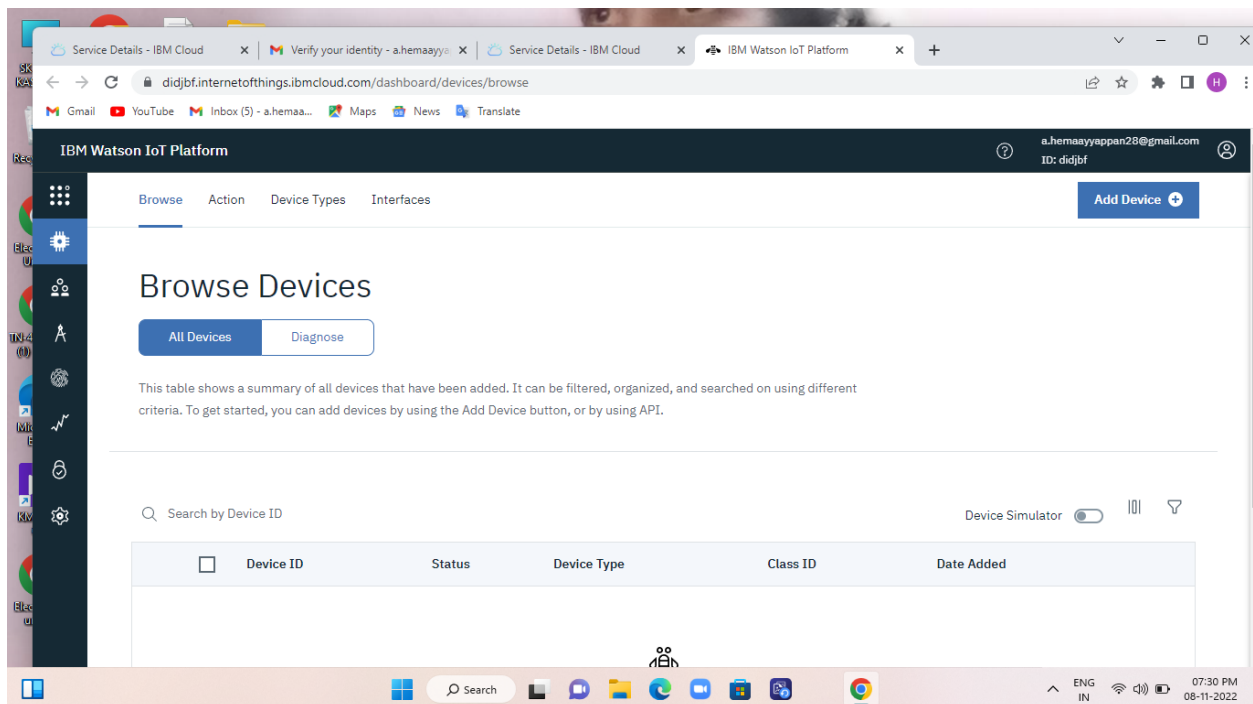 Service Details - IBM Cloud
Verify your identity - a.hemaayya
Service Details - IBM Cloud
IBM Watson IoT Platform
didjbf.internetofthings.ibmcloud.com/dashboard/devices/browse
H
Gmail
YouTube
Inbox (5) - a.hemaa...
Maps
News
Translate
IBM Watson IoT Platform
a.hemaayyappan28@gmail.com
ID: didjbf
Browse
Action
Device Types
Interfaces
Add Device
Browse Devices
All Devices
Diagnose
This table shows a summary of all devices that have been added. It can be filtered, organized, and searched on using different
criteria. To get started, you can add devices by using the Add Device button, or by using API.
Search by Device ID
Device Simulator
Device ID
Status
Device Type
Class ID
Date Added
Search
ENG
IN
07:30 PM
08-11-2022